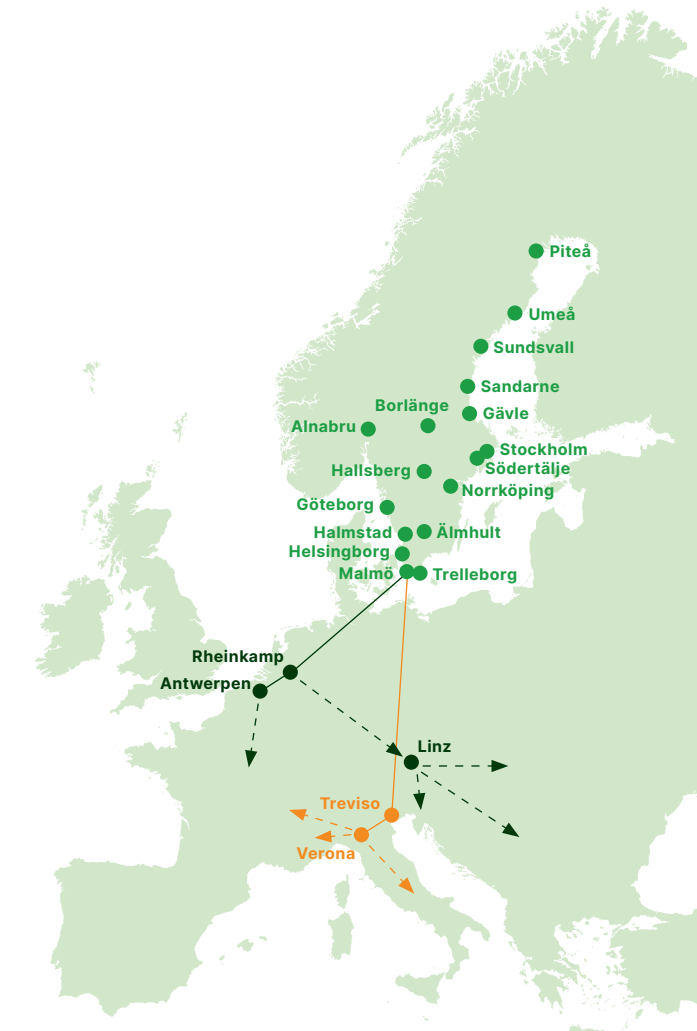 Piteå
Umeå
Sundsvall
Sandarne
Borlänge
Gävle
Alnabru
Stockholm
Södertälje
Hallsberg
Norrköping
Göteborg
Halmstad
Älmhult
Helsingborg
Malmö
Trelleborg
Rheinkamp
Antwerpen
Linz
Treviso
Verona